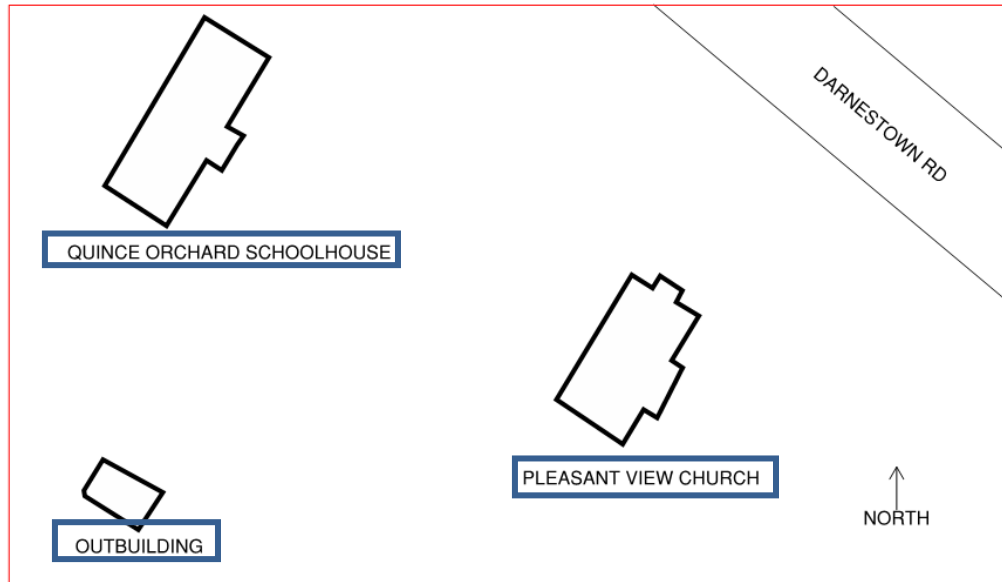 DARNESTOWN RD
QUINCE ORCHARD SCHOOLHOUSE
PLEASANT VIEW CHURCH
NORTH
OUTBUILDING